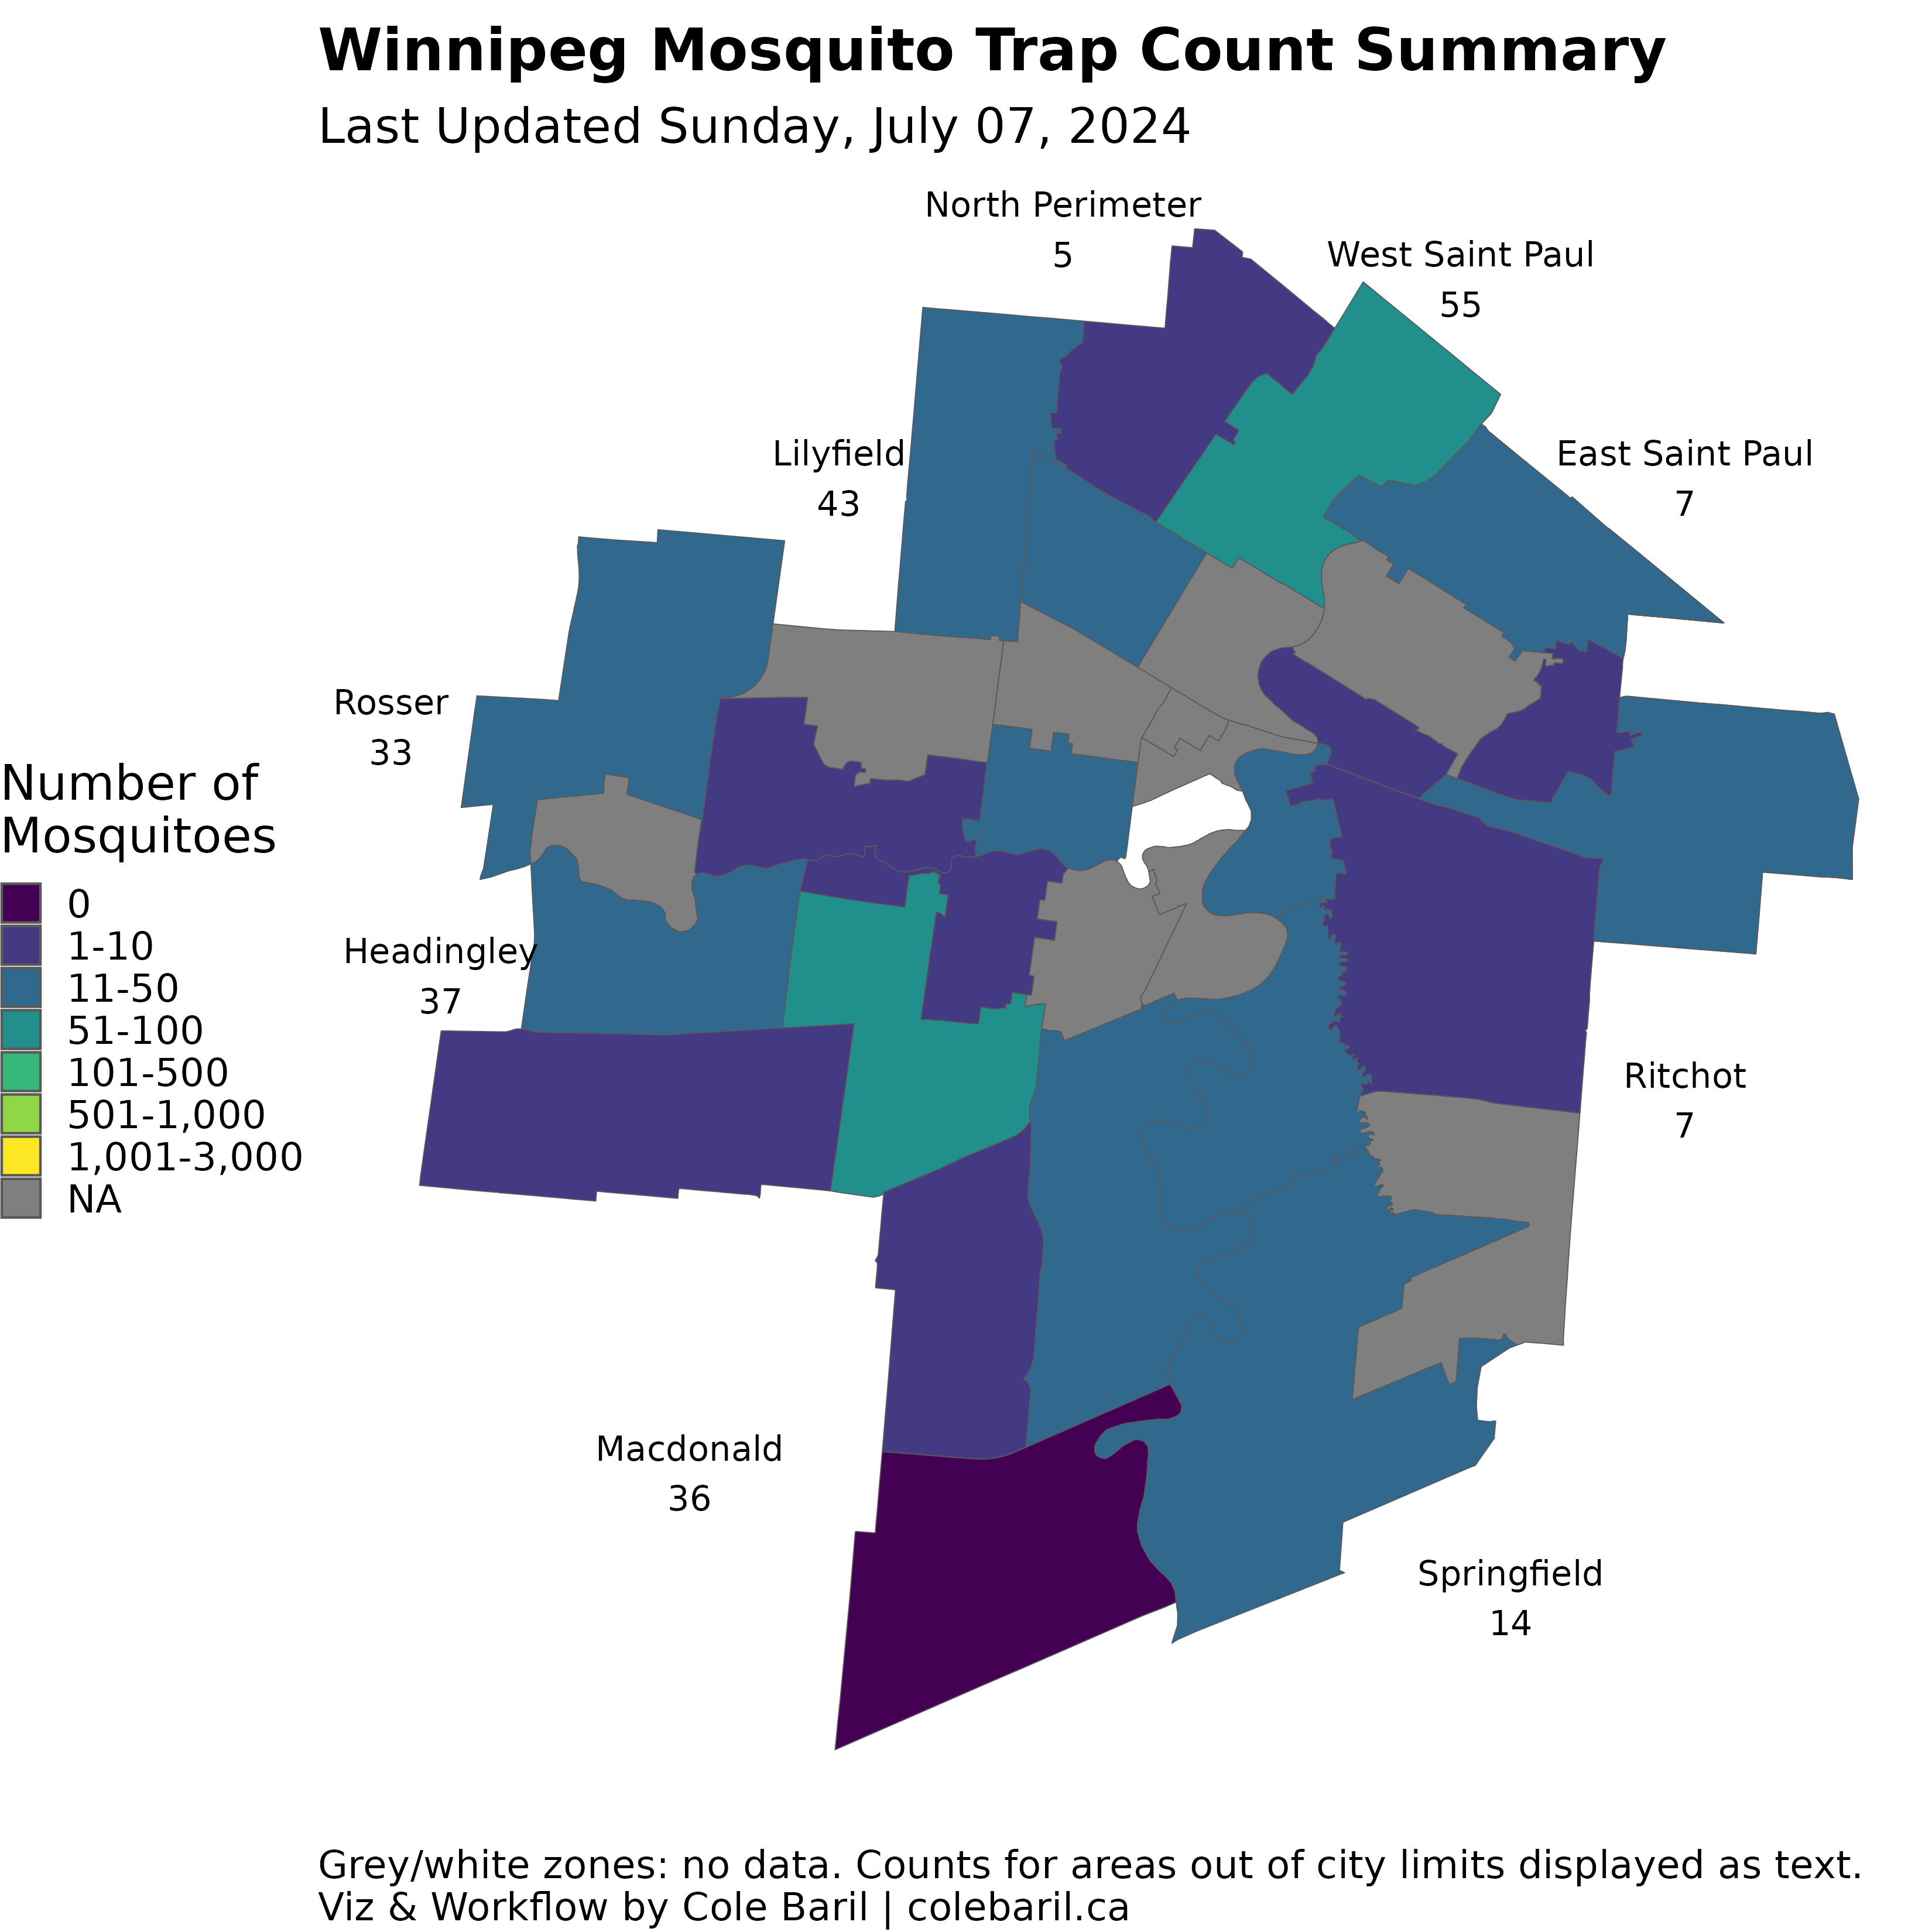 Winnipeg Mosquito Trap Count Summary
Last Updated Sunday, July 07, 2024
North Perimeter
5
West Saint Paul
55
Lilyfield
43
East Saint Paul
7
Rosser
33
Headingley
37
Ritchot
7
Macdonald
36
Springfield
14
Number of
Mosquitoes
0
1-10
11-50
51-100
101-500
501-1,000
1,001-3,000
NA
Grey/white zones: no data. Counts for areas out of city limits displayed as text.
Viz & Workflow by Cole Baril | colebaril.ca